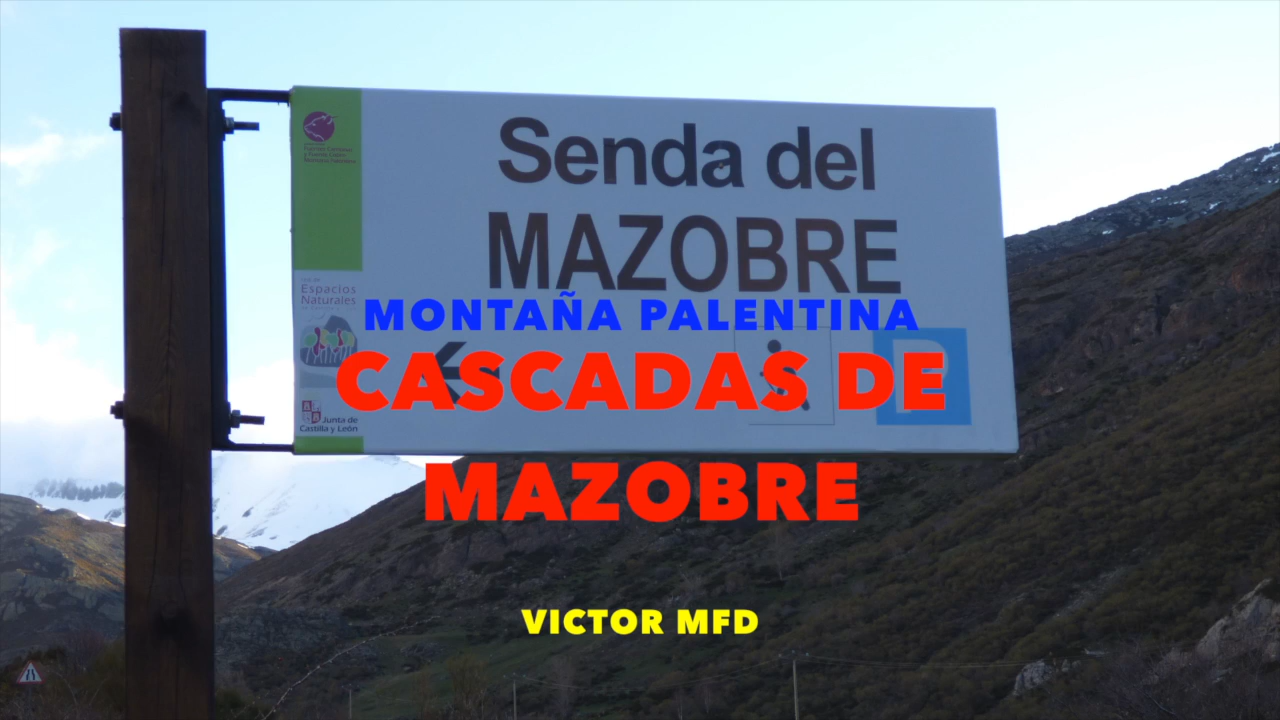 Senda del
MAZOBRE
Espacios
Naturales
Junta de
Castilla y León
MONTAÑA PALENTINA
CASCADAS DE
MAZOBRE
VICTOR MFD